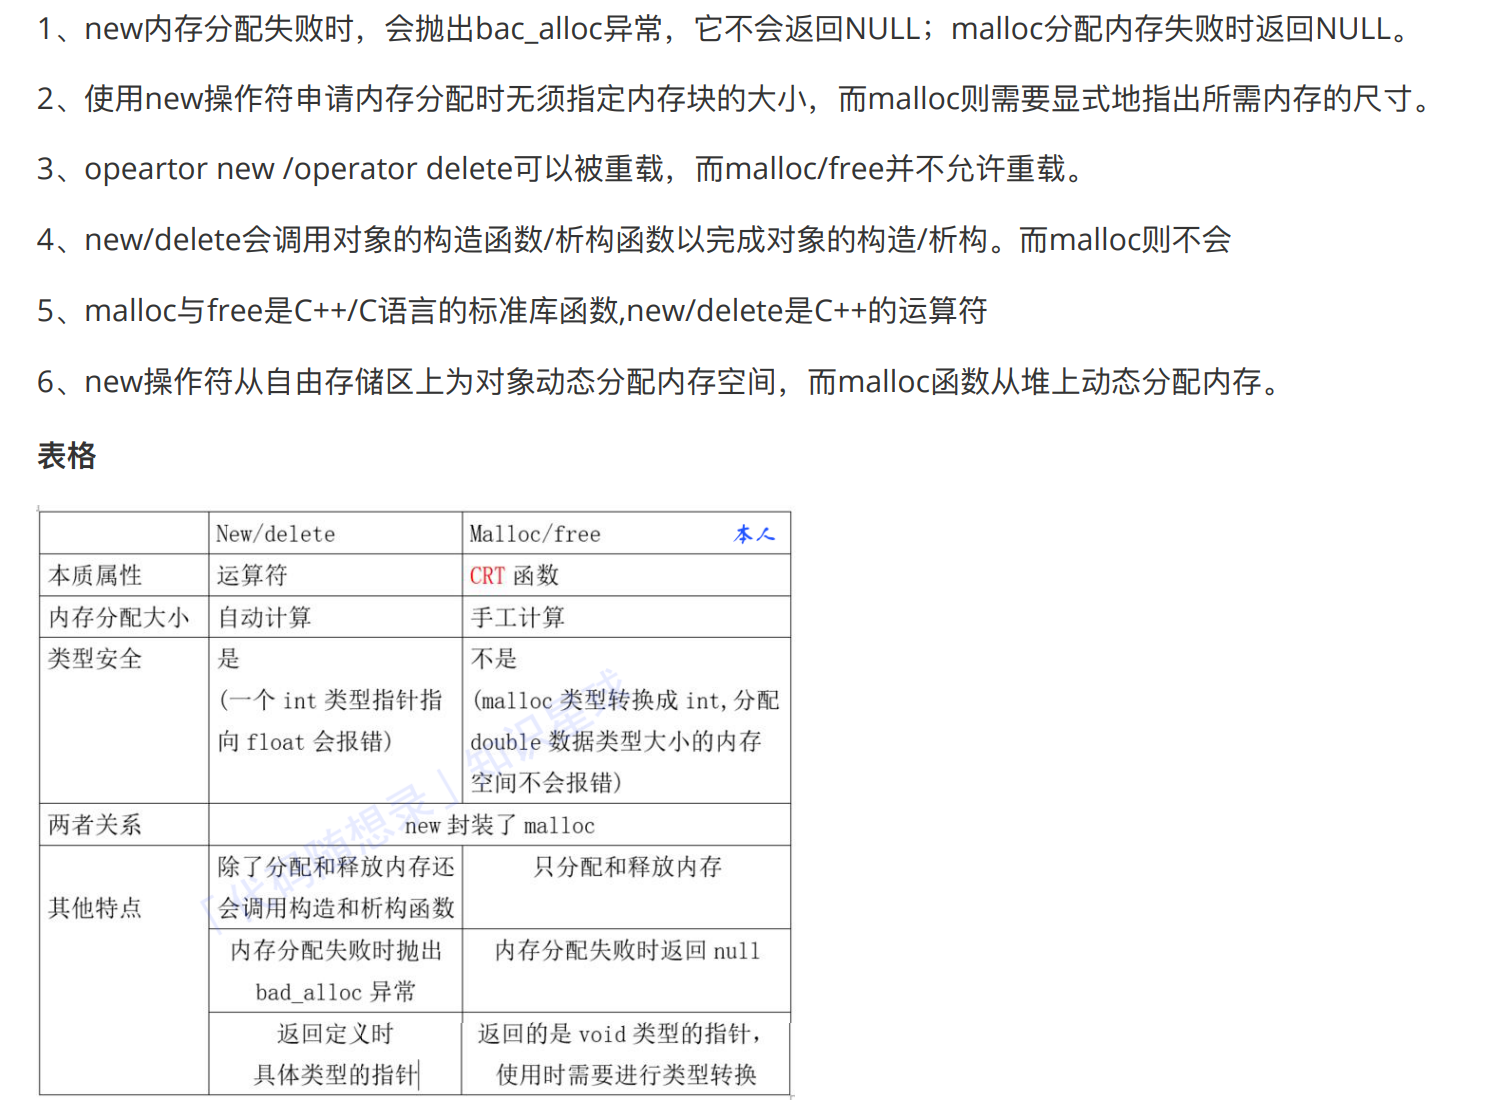 1、new内存分配失败时，会抛出bac_alloc异常，它不会返回NULL；malloc分配内存失败时返回NULL。
2、使用new操作符申请内存分配时无须指定内存块的大小，而malloc则需要显式地指出所需内存的尺寸。
3、opeartor new /operator delete可以被重载，而malloc/free并不允许重载。
4、new/delete会调用对象的构造函数/析构函数以完成对象的构造/析构。而malloc则不会
5、malloc与free是C++/C语言的标准库函数,new/delete是C++的运算符
6、new操作符从自由存储区上为对象动态分配内存空间，而malloc函数从堆上动态分配内存。
表格
New/delete Malloc/free 本人
本质属性 运算符 CRT 函数
内存分配大小 自动计算 手工计算
类型安全 是 不是
(一个 int 类型指针指 (malloc 类型转换成 int,分配
向 float 会报错) double 数据类型大小的内存
空间不会报错)
两者关系 new 封装了 malloc
除了分配和释放内存还 只分配和释放内存
其他特点 会调用构造和析构函数
内存分配失败时抛出 内存分配失败时返回 null
bad_alloc 异常
返回定义时 返回的是 void 类型的指针，
具体类型的指针 使用时需要进行类型转换
「代码随想录」知识星球